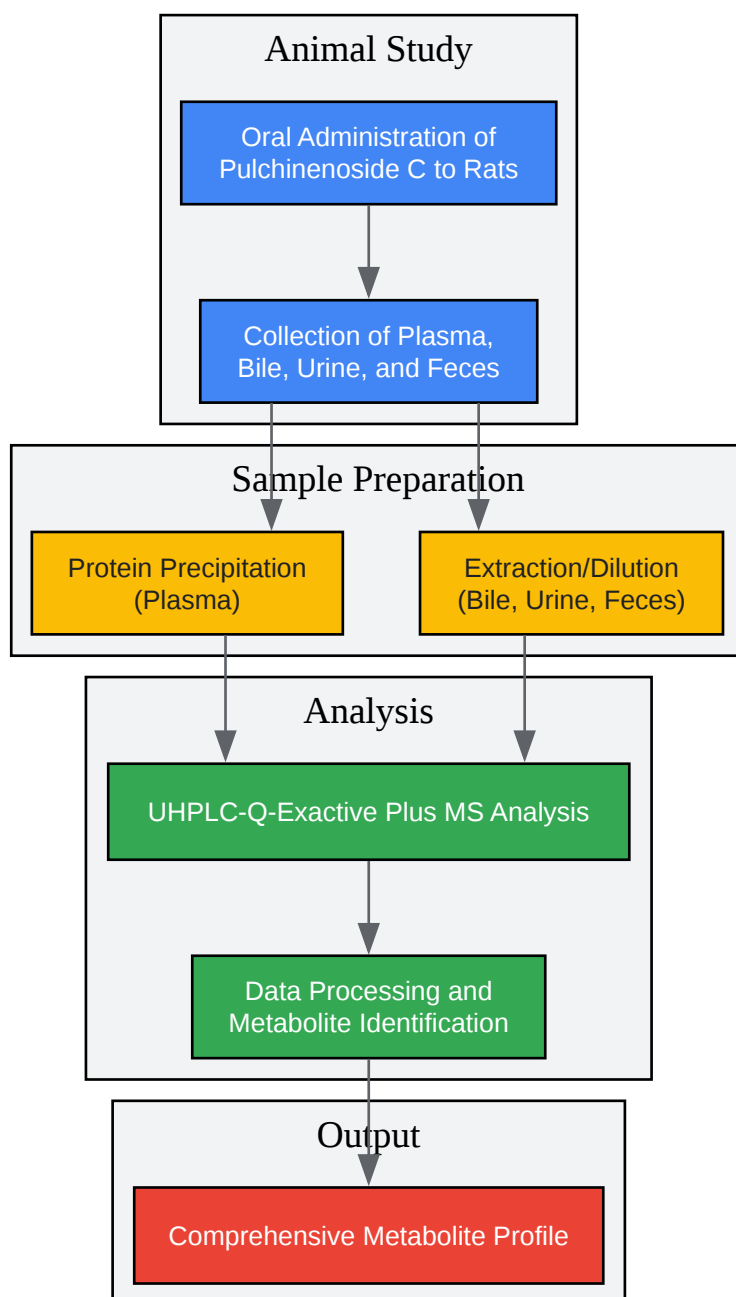 Animal Study
Oral Administration of
Pulchinenoside C to Rats
Collection of Plasma,
Bile, Urine, and Feces
Sample Preparation
Protein Precipitation
(Plasma)
Extraction/Dilution
(Bile, Urine, Feces)
Analysis
UHPLC-Q-Exactive Plus MS Analysis
Data Processing and
Metabolite Identification
Output
Comprehensive Metabolite Profile